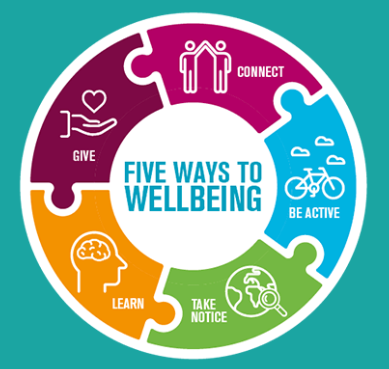 FIVE WAYS TO
WELLBEING
CONNECT
BE ACTIVE
TAKE
NOTICE
LEARN
GIVE